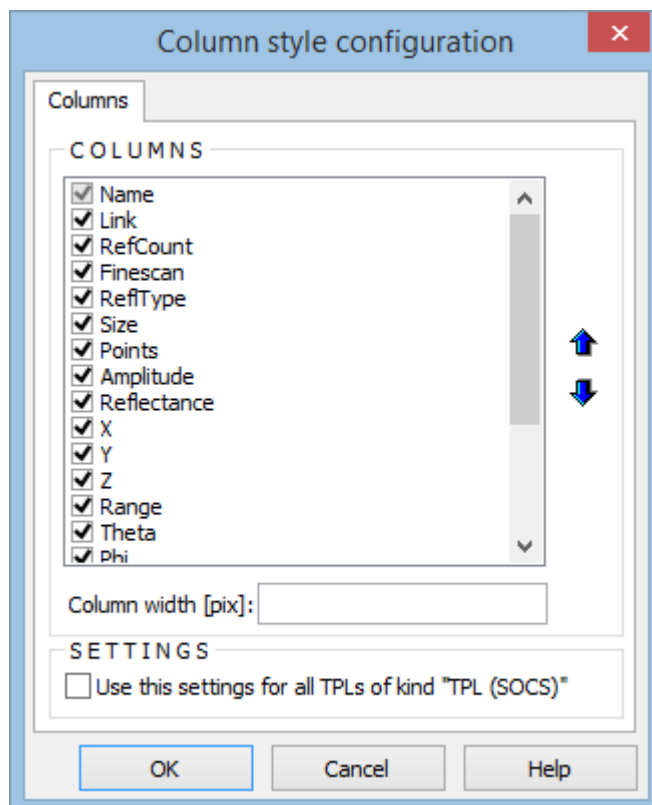 Column style configuration
Columns
COLUMNS
Name
Link
RefCount
Finescan
ReflType
Size
Points
Amplitude
Reflectance
X
Y
Z
Range
Theta
Phi
Column width [pix]:
SETTINGS
Use this settings for all TPLs of kind "TPL (SOCS)"
OK Cancel Help